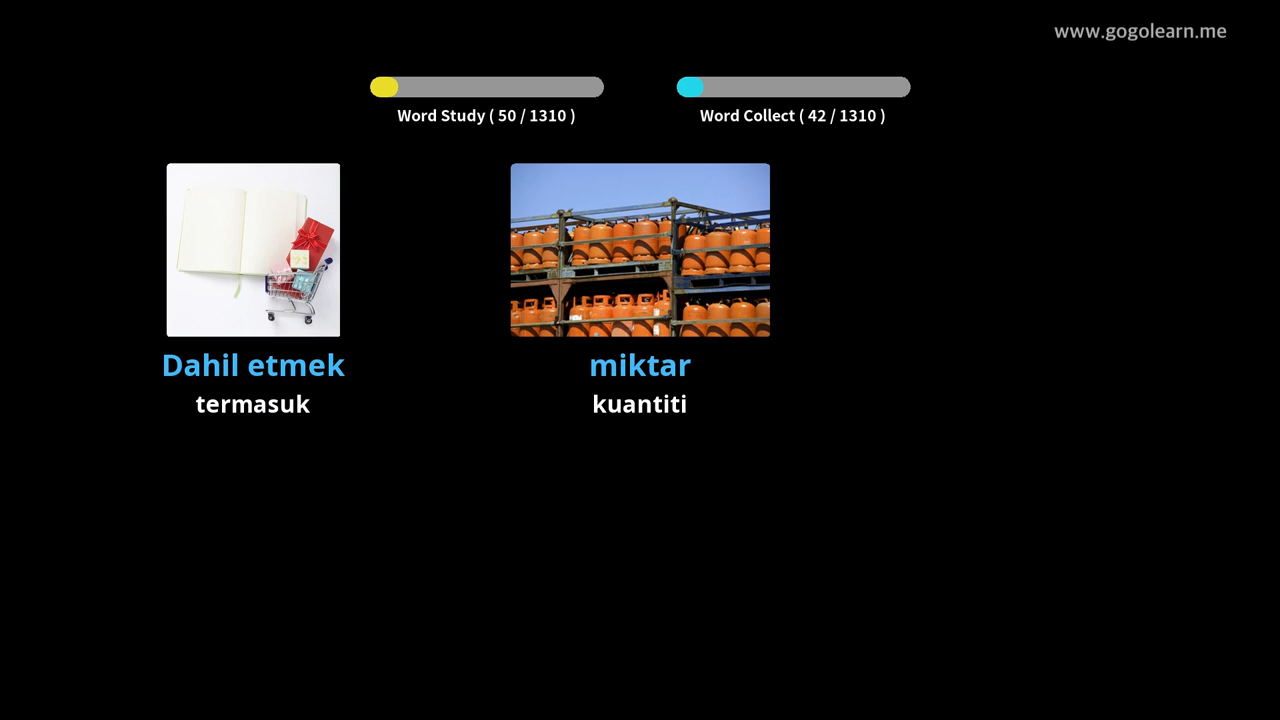 www.gogolearn.me
Word Study ( 50 / 1310 )
Word Collect ( 42 / 1310 )
Dahil etmek
termasuk
miktar
kuantiti